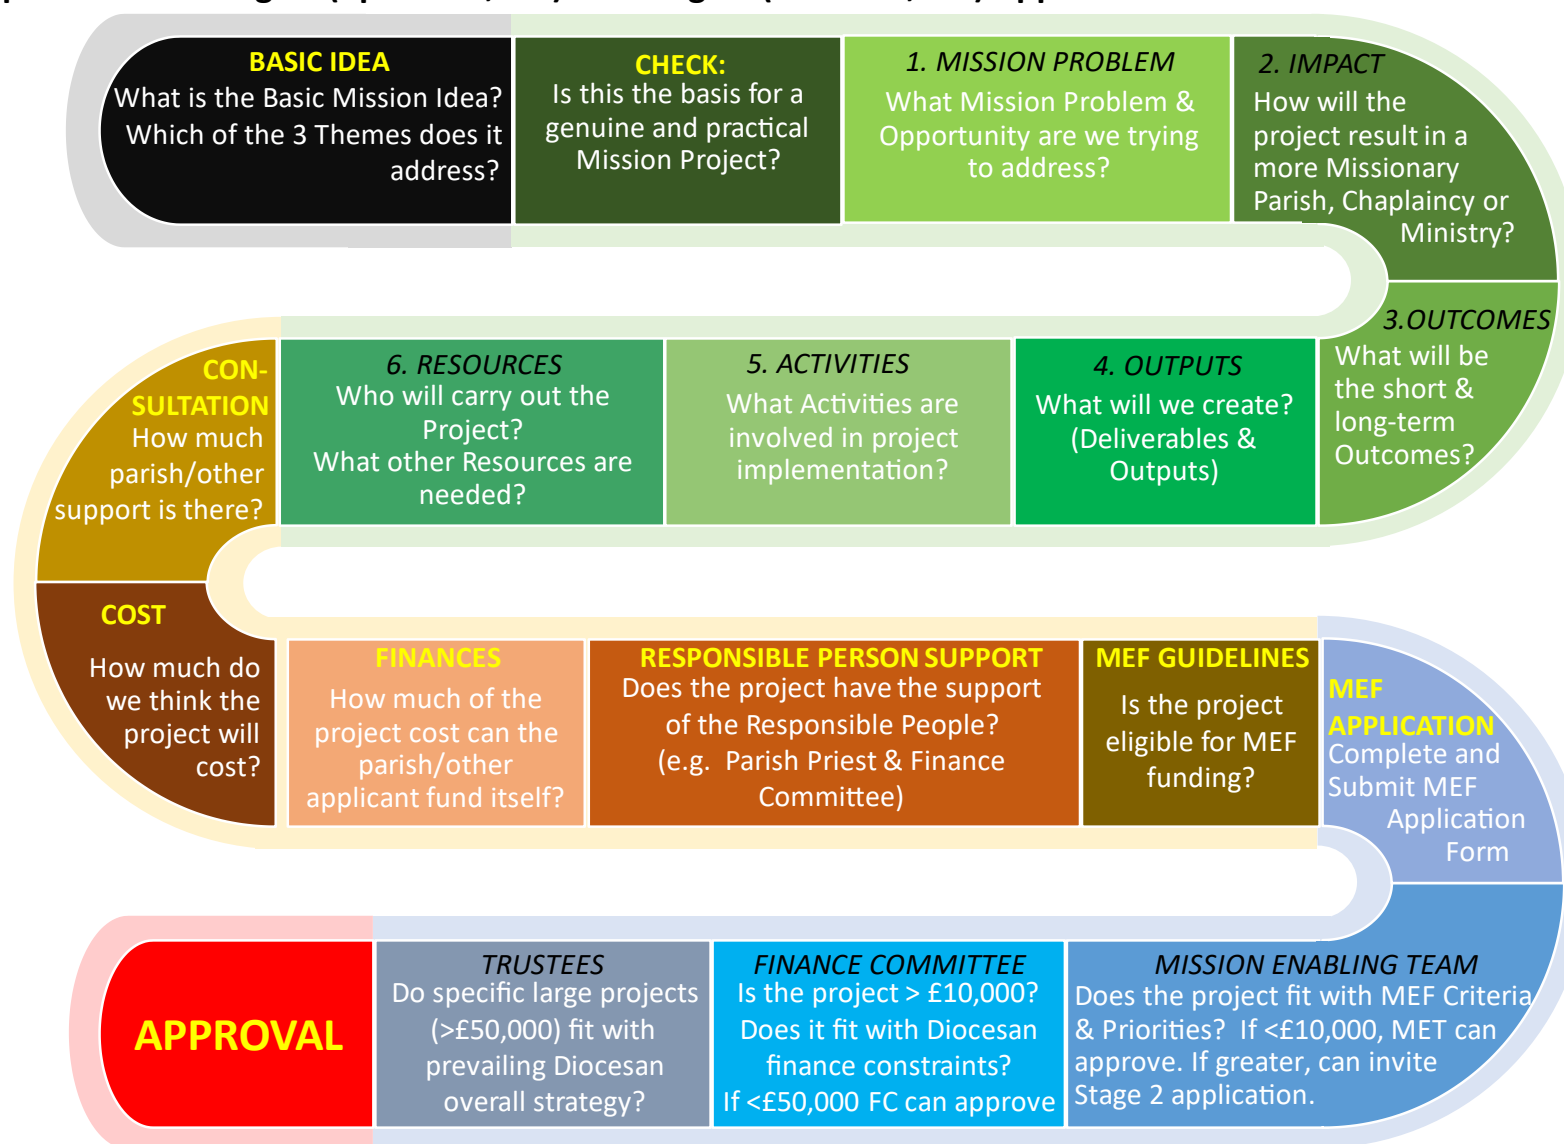 BASIC IDEA
What is the Basic Mission Idea?
Which of the 3 Themes does it
address?
CHECK:
Is this the basis for a
genuine and practical
Mission Project?
1. MISSION PROBLEM
What Mission Problem &
Opportunity are we trying
to address?
2. IMPACT
How will the
project result in a
more Missionary
Parish, Chaplaincy or
Ministry?
3.OUTCOMES
What will be
the short &
long-term
Outcomes?
4. OUTPUTS
What will we create?
(Deliverables &
Outputs)
5. ACTIVITIES
What Activities are
involved in project
implementation?
6. RESOURCES
Who will carry out the
Project?
What other Resources are
needed?
CON-
SULTATION
How much
parish/other
support is there?
COST
How much do
we think the
project will
cost?
FINANCES
How much of the
project cost can the
parish/other
applicant fund itself?
RESPONSIBLE PERSON SUPPORT
Does the project have the support
of the Responsible People?
(e.g. Parish Priest & Finance
Committee)
MEF GUIDELINES
Is the project
eligible for MEF
funding?
MEF
APPLICATION
Complete and
Submit MEF
Application
Form
MISSION ENABLING TEAM
Does the project fit with MEF Criteria
& Priorities? If <£10,000, MET can
approve. If greater, can invite
Stage 2 application.
FINANCE COMMITTEE
Is the project > £10,000?
Does it fit with Diocesan
finance constraints?
If <£50,000 FC can approve
TRUSTEES
Do specific large projects
(>£50,000) fit with
prevailing Diocesan
overall strategy?
APPROVAL